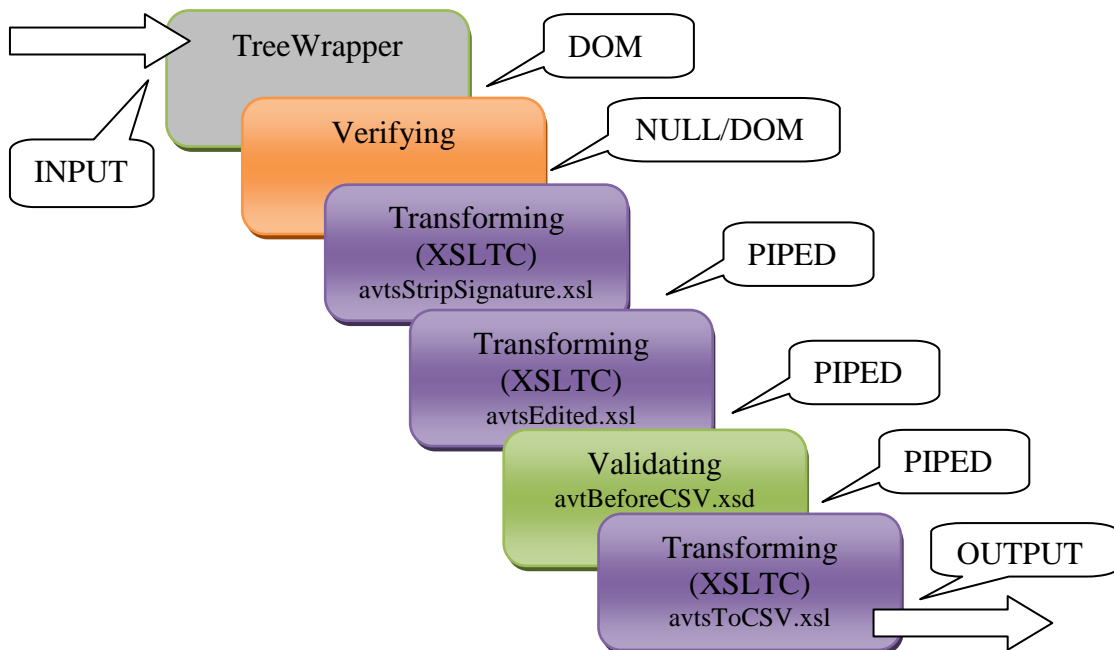 TreeWrapper
DOM
INPUT
Verifying
NULL/DOM
Transforming
(XSLTC)
avtsStripSignature.xsl
PIPED
Transforming
(XSLTC)
avtsEdited.xsl
PIPED
Validating
avtBeforeCSV.xsd
PIPED
Transforming
(XSLTC)
avtsToCSV.xsl
OUTPUT